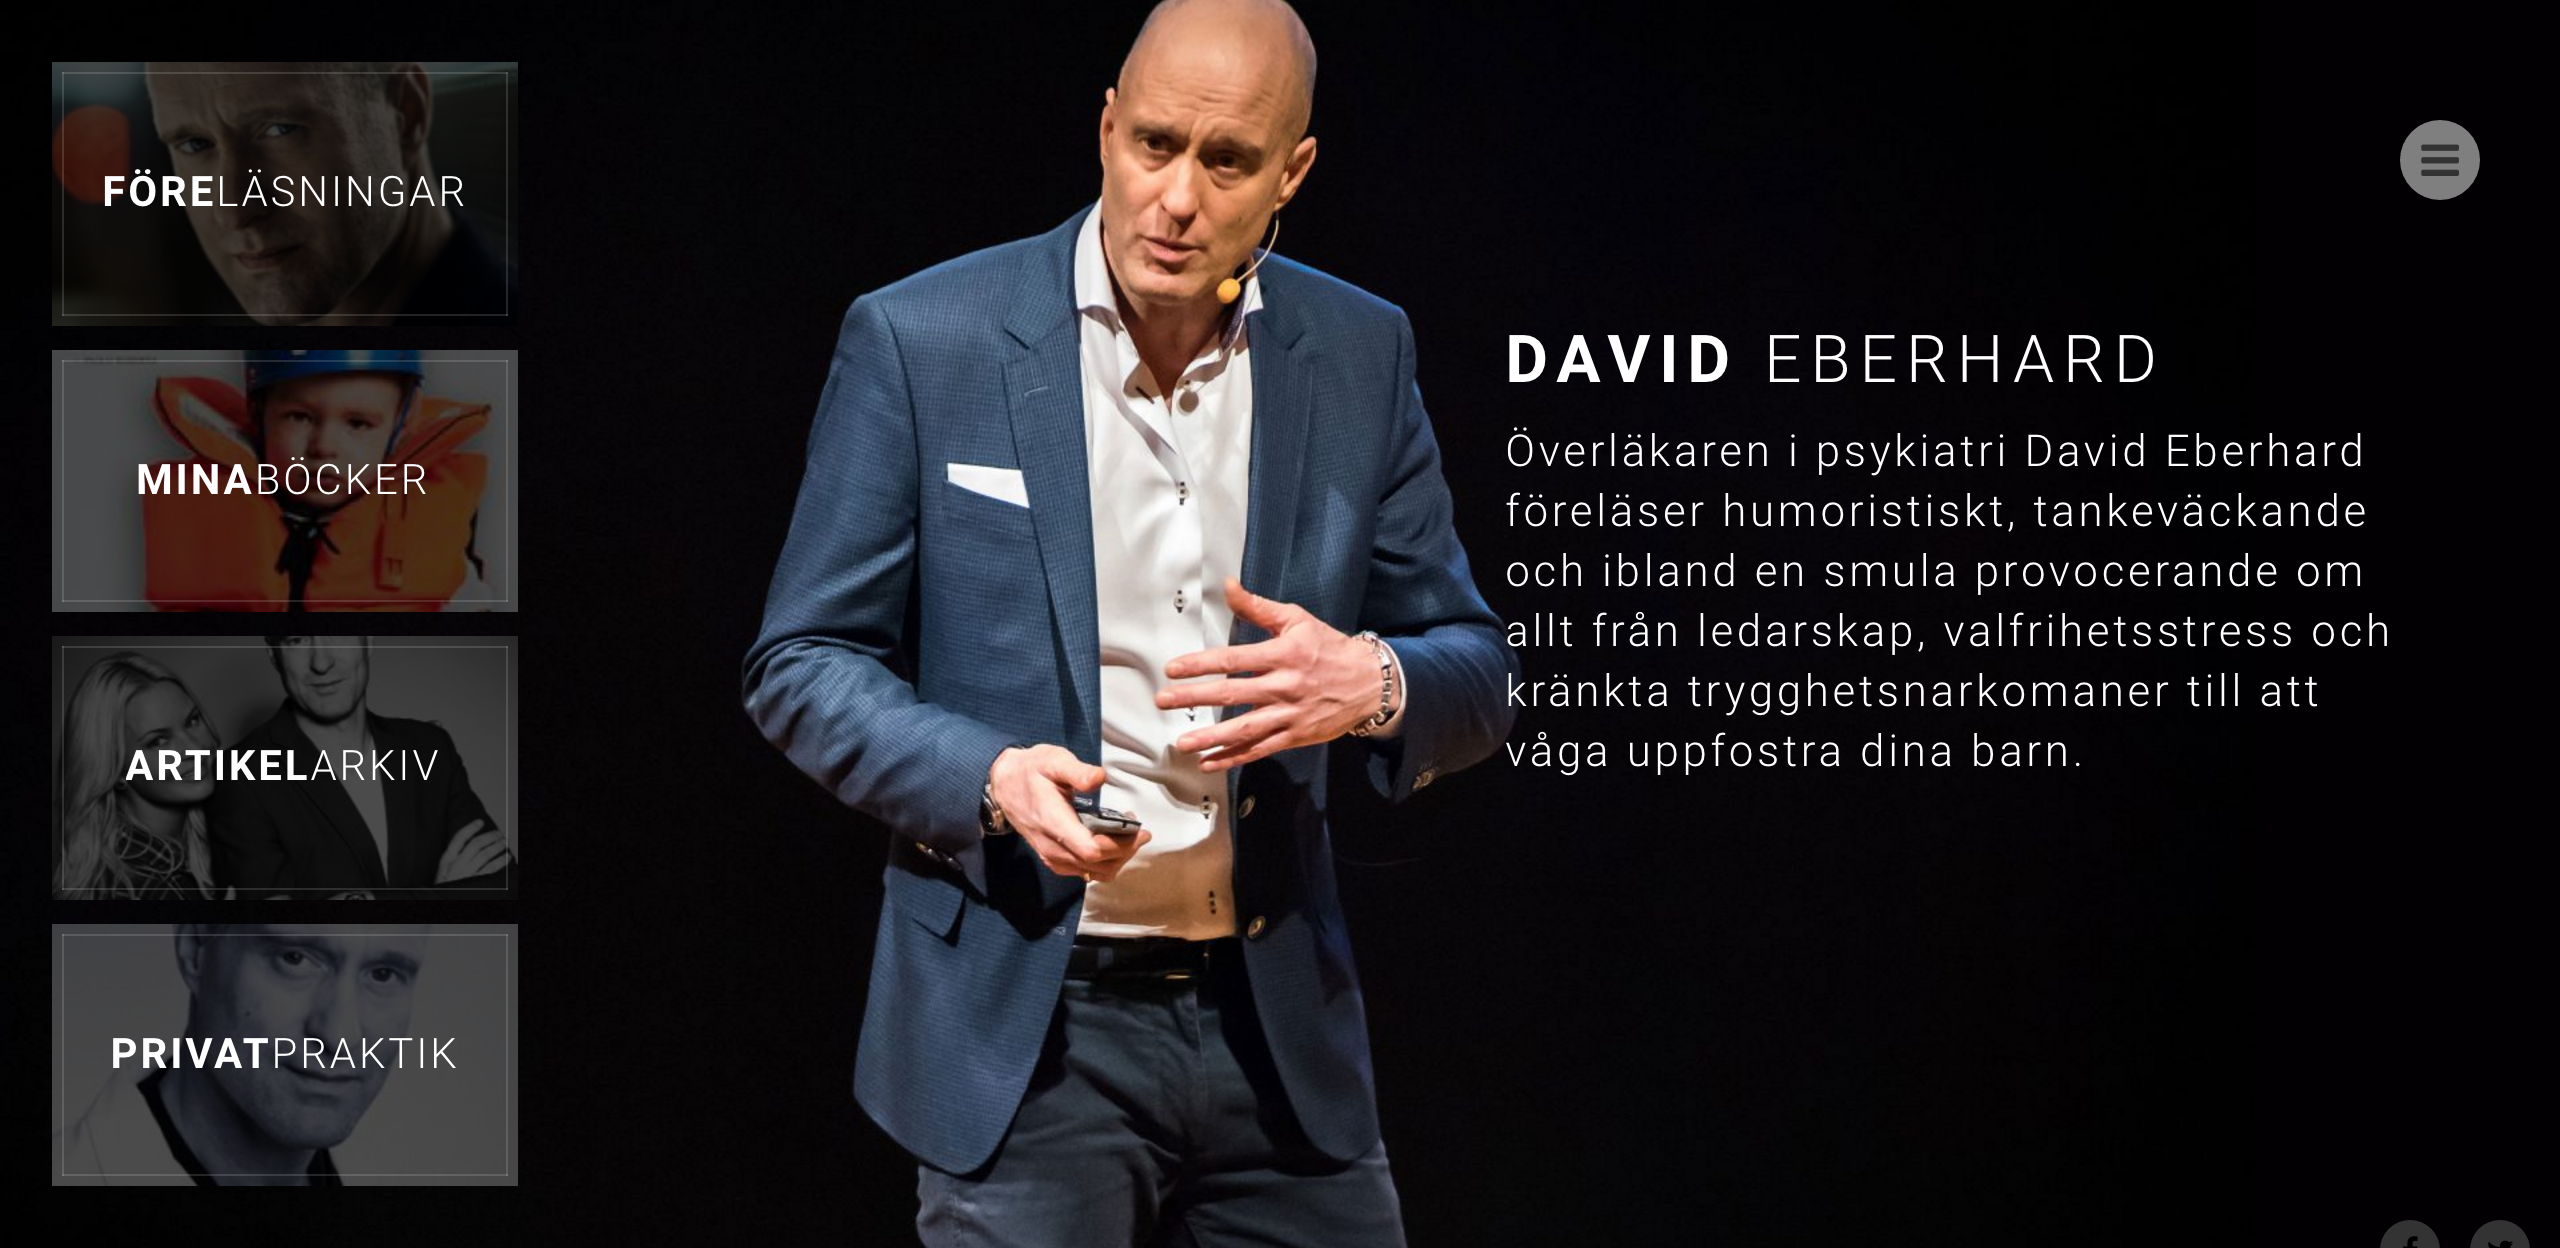 FÖRELÄSNINGAR
MINABÖCKER
ARTIKELARKIV
PRIVATPRAKTIK
DAVID EBERHARD
Överläkaren i psykiatri David Eberhard
föreläser humoristiskt, tankeväckande
och ibland en smula provocerande om
allt från ledarskap, valfrihetsstress och
kränkta trygghetsnarkomaner till att
våga uppfostra dina barn.